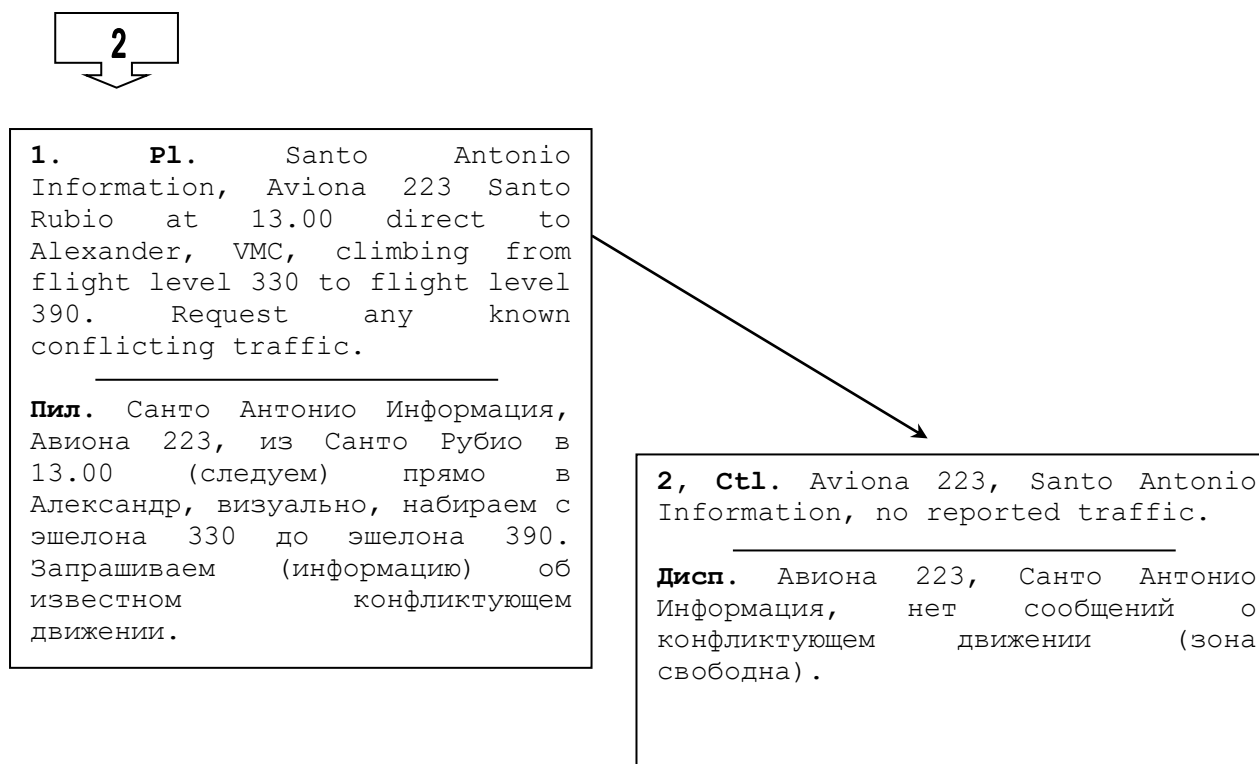 2
1. Pl. Santo Antonio
Information, Aviona 223 Santo
Rubio at 13.00 direct to
Alexander, VMC, climbing from
flight level 330 to flight level
390. Request any known
conflicting traffic.
Пил. Санто Антонио Информация,
Авиона 223, из Санто Рубио в
13.00 (следуем) прямо в
Александр, визуально, набираем с
эшелона 330 до эшелона 390.
Запрашиваем (информацию) об
известном конфликтующем
движении.
2, Ctl. Aviona 223, Santo Antonio
Information, no reported traffic.
Дисп. Авиона 223, Санто Антонио
Информация, нет сообщений о
конфликтующем движении (зона
свободна).